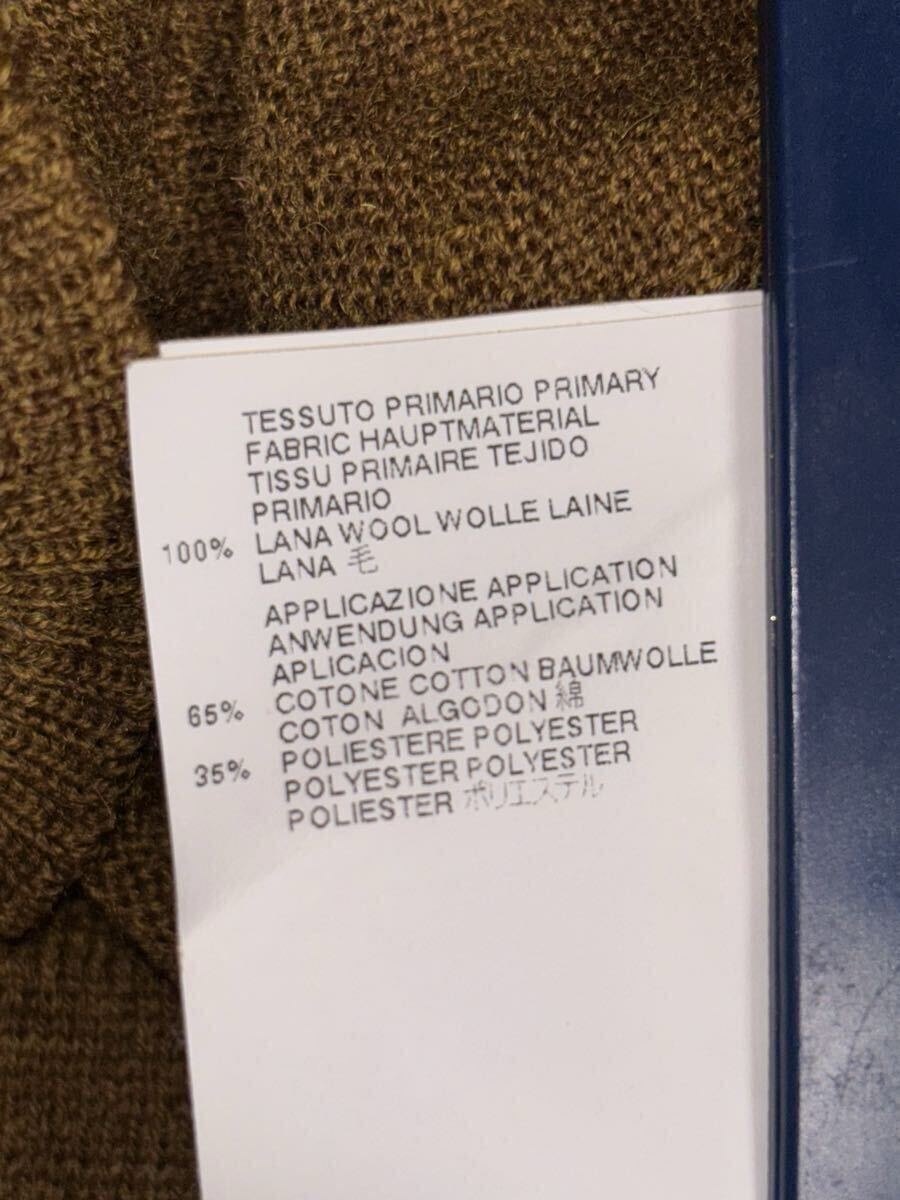 TESSUTO PRIMARIO PRIMARY
FABRIC HAUPTMATERIAL
TISSU PRIMAIRE TEJIDO
PRIMARIO
100% LANA WOOL WOLLE LAINE
LANA 毛
APPLICAZIONE APPLICATION
ANWENDUNG APPLICATION
APLICACION
65% COTONE COTTON BAUMWOLLE
COTON ALGODON 綿
35% POLIESTERE POLYESTER
POLYESTER POLYESTER
POLIESTER ポリエステル